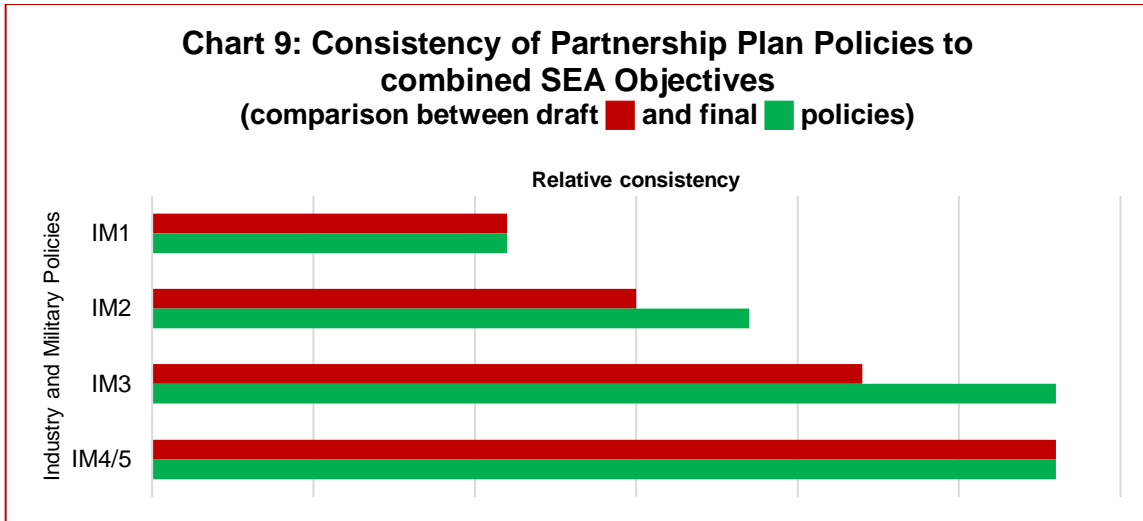 Chart 9: Consistency of Partnership Plan Policies to
combined SEA Objectives
(comparison between draft and final policies)
Relative consistency
Industry and Military Policies
IM1
IM2
IM3
IM4/5